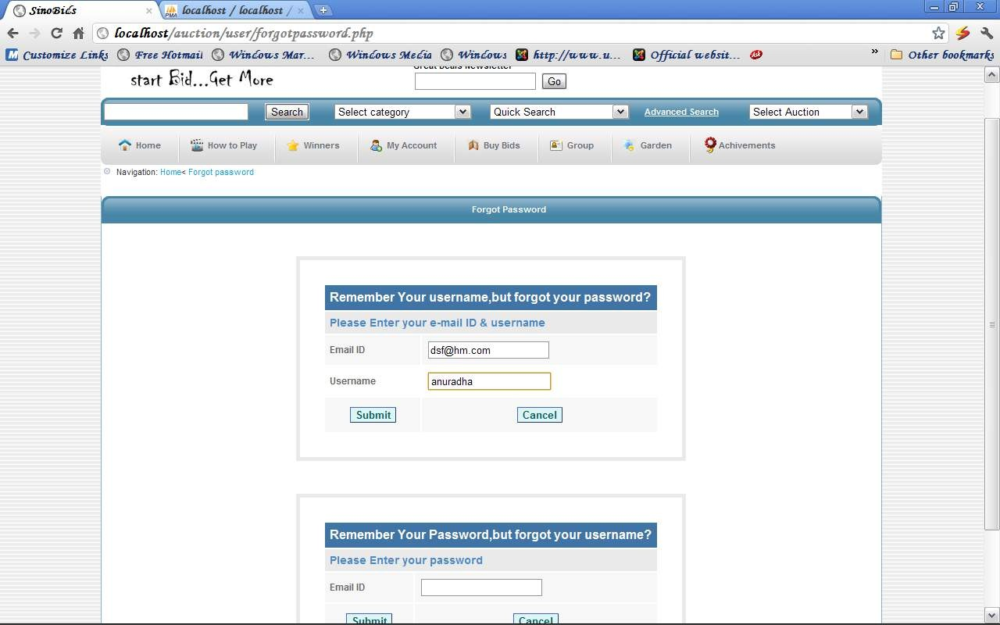 SinoBids
PMA localhost / localhost /
localhost/auction/user/forgotpassword.php
Customize Links Free Hotmail Windows Mar... Windows Media Windows http://www.u... Official websit... Ask » Other bookmarks
Great Deals Newsletter
start Bid...Get More
Go
Search Select category Quick Search Advanced Search Select Auction
Home How to Play Winners My Account Buy Bids Group Garden Achivements
Navigation: Home< Forgot password
Forgot Password
Remember Your username,but forgot your password?
Please Enter your e-mail ID & username
Email ID dsf@hm.com
Username anuradha
Submit Cancel
Remember Your Password,but forgot your username?
Please Enter your password
Email ID
Submit Cancel